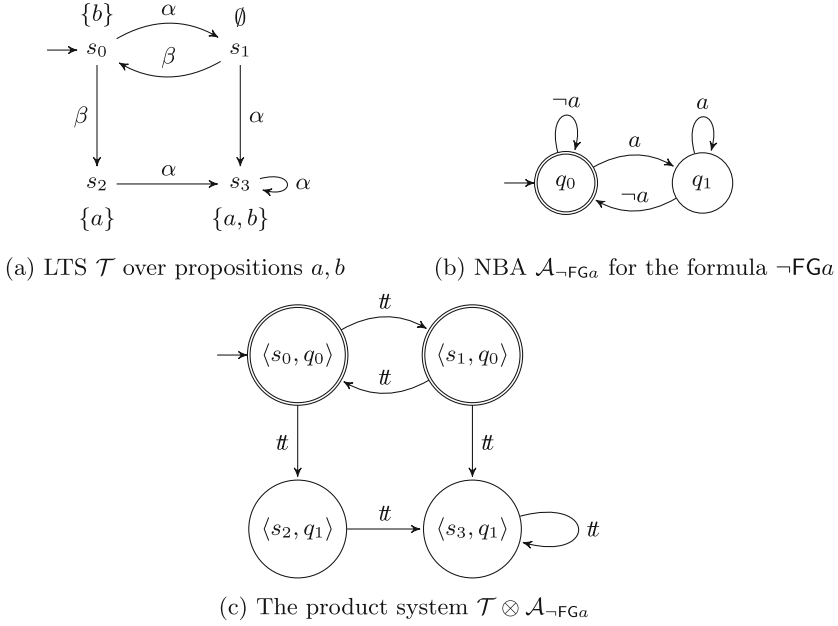 {b} α ∅
s₀ β s₁
β α
s₂ α s₃ α
{a} {a, b}
¬a a
a
q₀ q₁
¬a
(a) LTS 𝒯 over propositions a, b (b) NBA 𝒜¬FGa for the formula ¬FGa
tt
⟨s₀, q₀⟩ ⟨s₁, q₀⟩
tt
tt tt
⟨s₂, q₁⟩ tt ⟨s₃, q₁⟩ tt
(c) The product system 𝒯 ⊗ 𝒜¬FGa